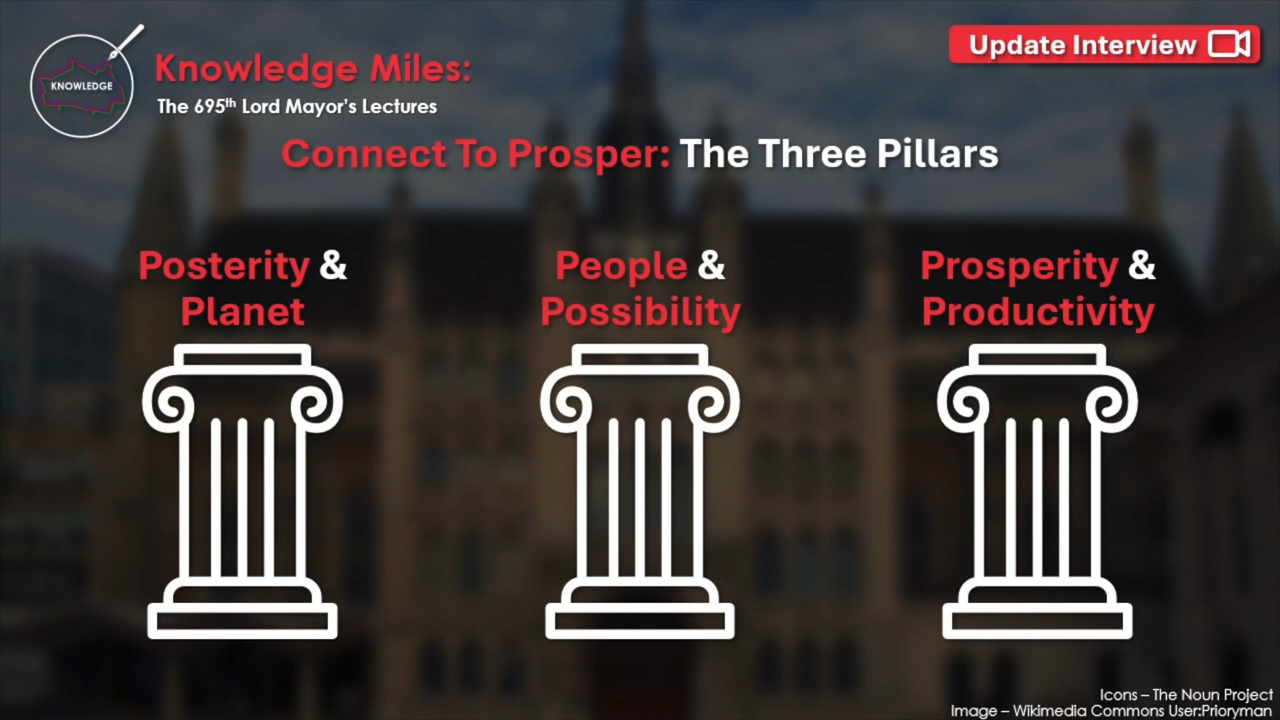 KNOWLEDGE
Knowledge Miles:
The 695th Lord Mayor's Lectures
Update Interview
Connect To Prosper: The Three Pillars
Posterity &
Planet
People &
Possibility
Prosperity &
Productivity
Icons – The Noun Project
Image – Wikimedia Commons User:Prioryman